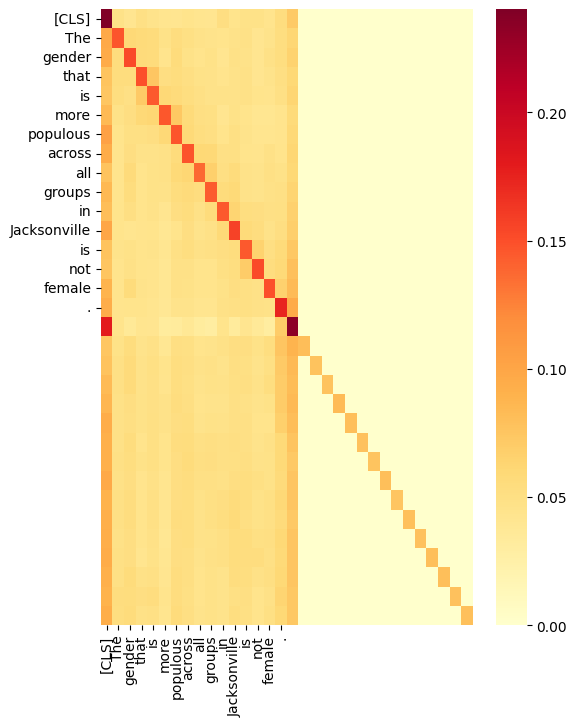 [CLS]
The
gender
that
is
more
populous
across
all
groups
in
Jacksonville
is
not
female
.
[CLS]
The
gender
that
is
more
populous
across
all
groups
in
Jacksonville
is
not
female
.
0.20
0.15
0.10
0.05
0.00